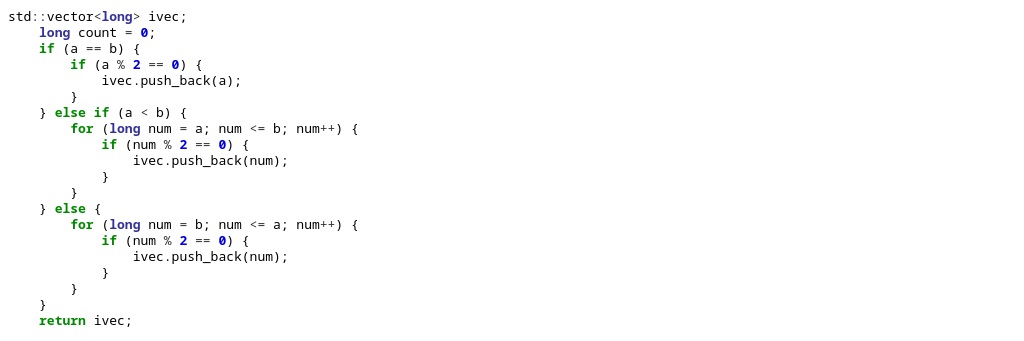 std::vector<long> ivec;
    long count = 0;
    if (a == b) {
        if (a % 2 == 0) {
            ivec.push_back(a);
        }
    } else if (a < b) {
        for (long num = a; num <= b; num++) {
            if (num % 2 == 0) {
                ivec.push_back(num);
            }
        }
    } else {
        for (long num = b; num <= a; num++) {
            if (num % 2 == 0) {
                ivec.push_back(num);
            }
        }
    }
    return ivec;